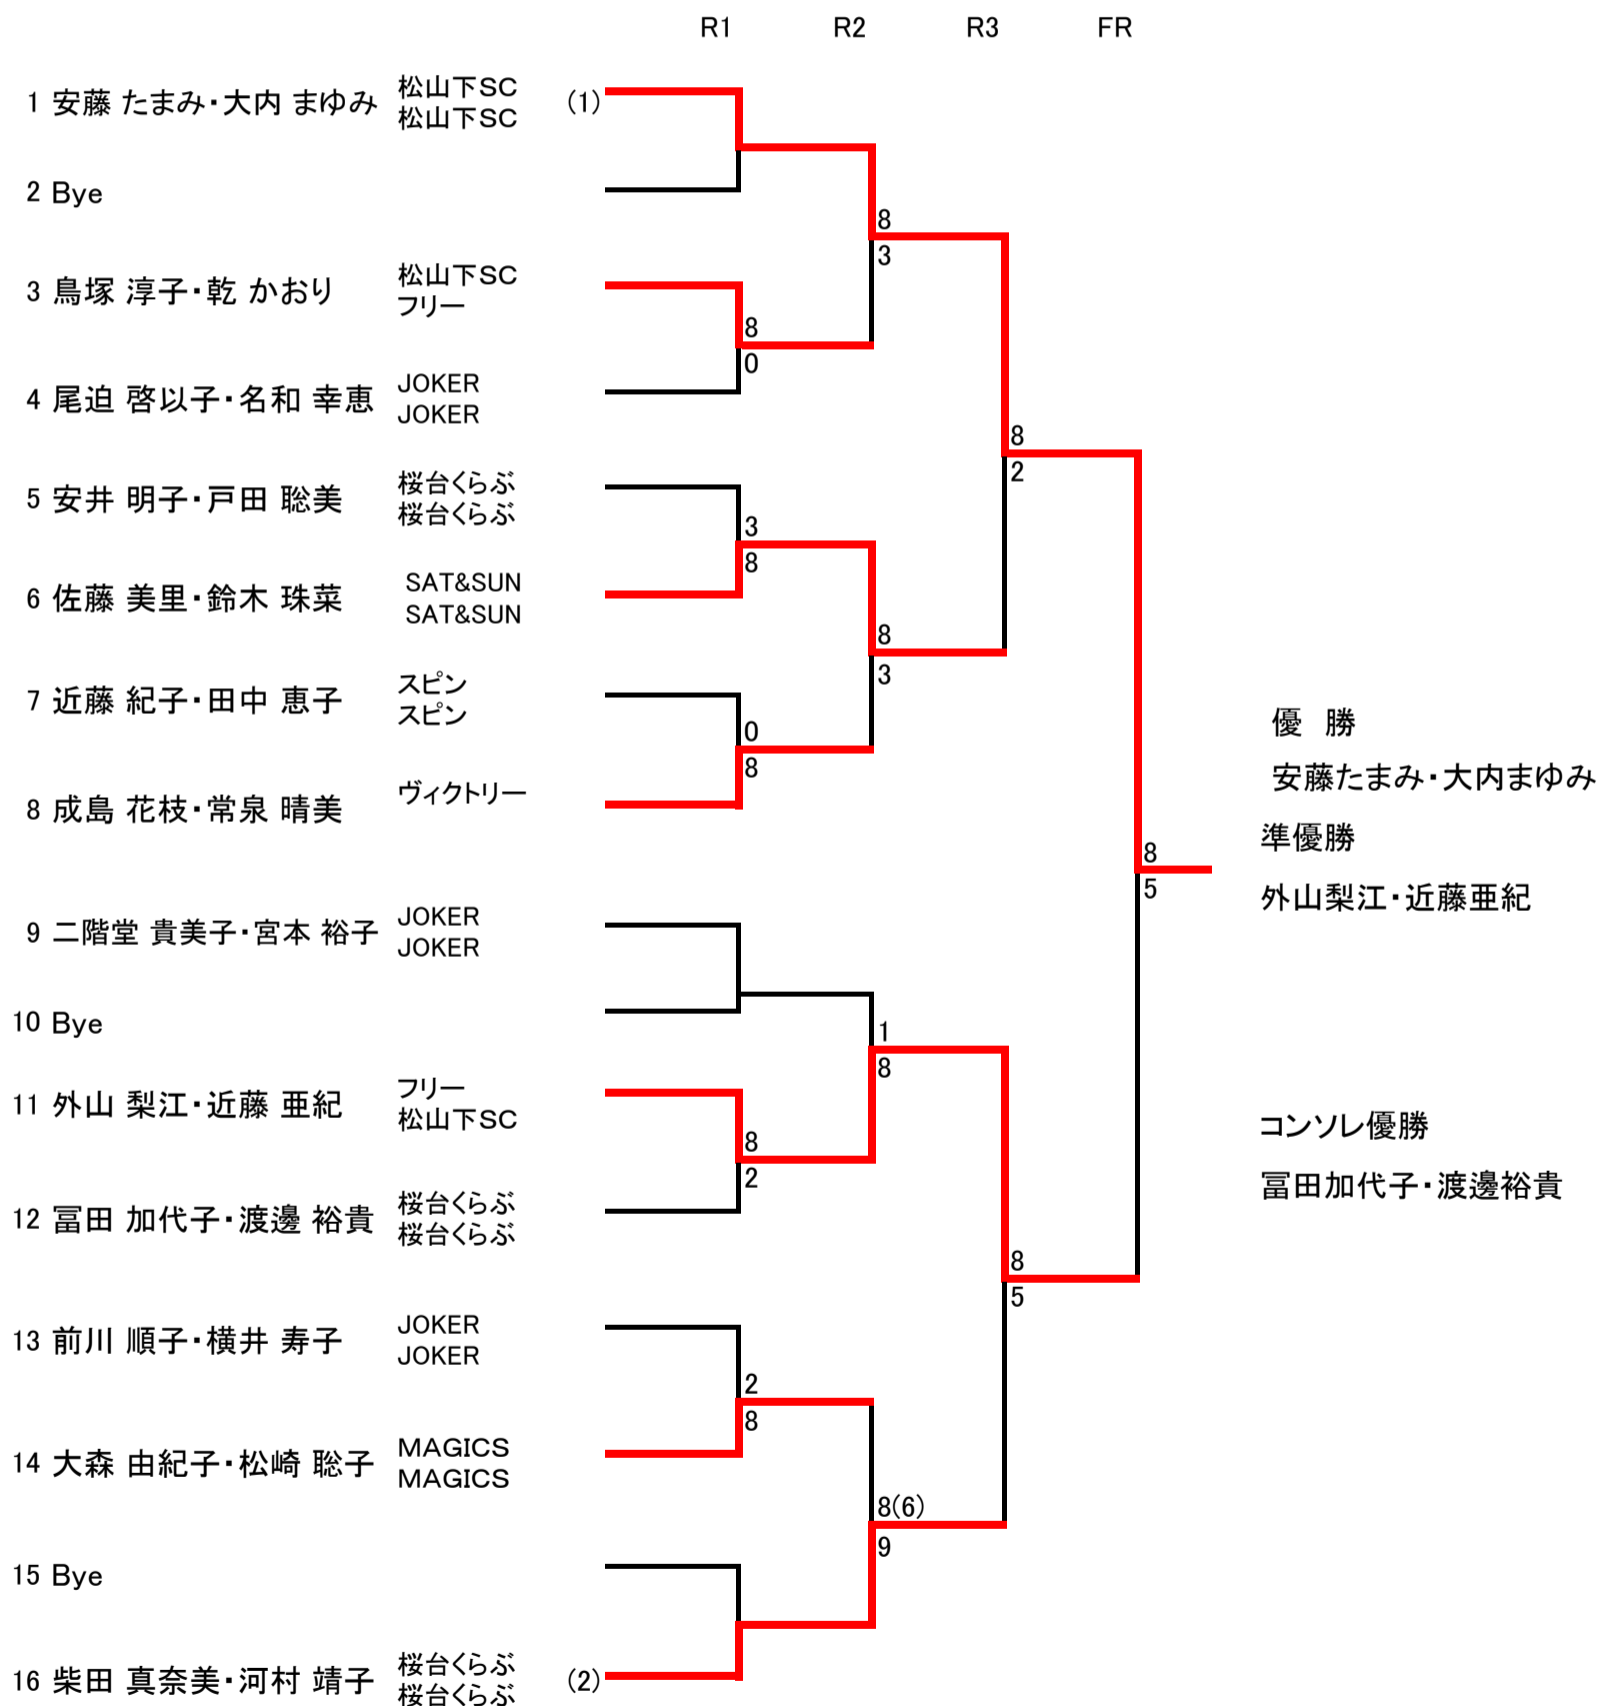 R1 R2 R3 FR
1 安藤 たまみ・大内 まゆみ 松山下SC (1)
松山下SC
2 Bye
8
3
3 鳥塚 淳子・乾 かおり 松山下SC
フリー
8
0
4 尾迫 啓以子・名和 幸恵 JOKER
JOKER
8
2
5 安井 明子・戸田 聡美 桜台くらぶ
桜台くらぶ
3
8
6 佐藤 美里・鈴木 珠菜 SAT&SUN
SAT&SUN
8
3
7 近藤 紀子・田中 恵子 スピン
スピン
0
8
8 成島 花枝・常泉 晴美 ヴィクトリー
優 勝
安藤たまみ・大内まゆみ
準優勝
8
5
外山梨江・近藤亜紀
9 二階堂 貴美子・宮本 裕子 JOKER
JOKER
10 Bye
1
8
11 外山 梨江・近藤 亜紀 フリー
松山下SC
8
2
コンソレ優勝
冨田加代子・渡邊裕貴
12 冨田 加代子・渡邊 裕貴 桜台くらぶ
桜台くらぶ
8
5
13 前川 順子・横井 寿子 JOKER
JOKER
2
8
14 大森 由紀子・松崎 聡子 MAGICS
MAGICS
8(6)
9
15 Bye
16 柴田 真奈美・河村 靖子 桜台くらぶ (2)
桜台くらぶ